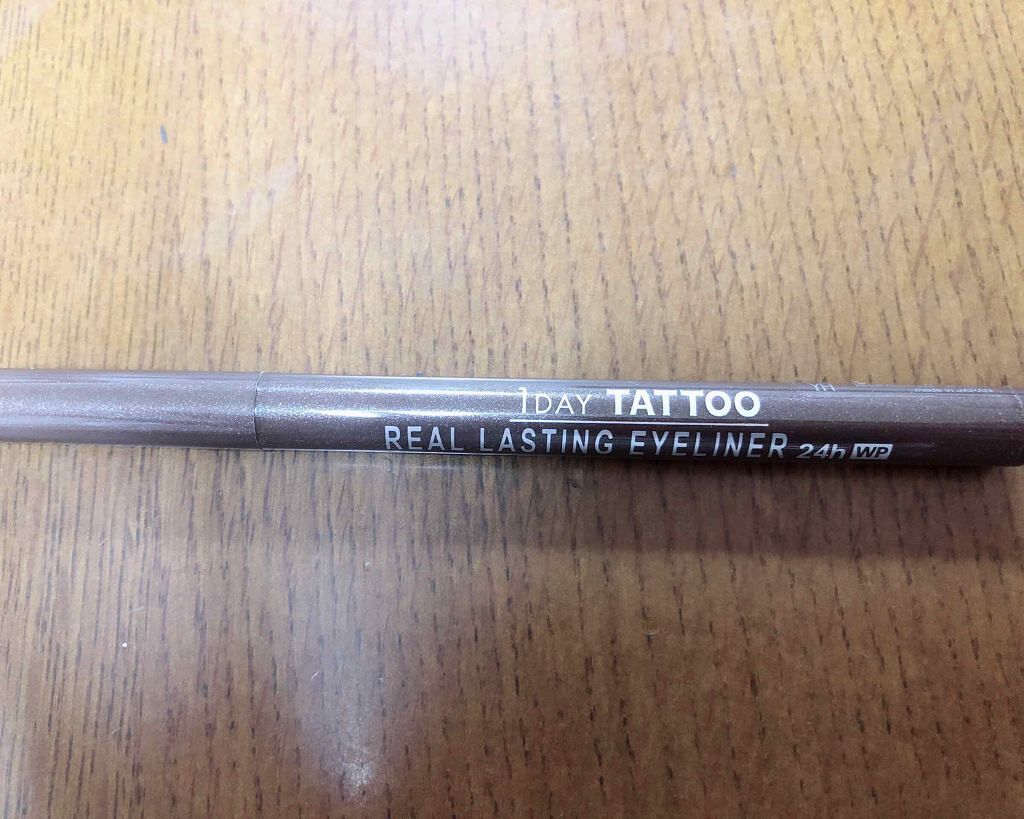 1DAY TATTOO
REAL LASTING EYELINER 24h WP